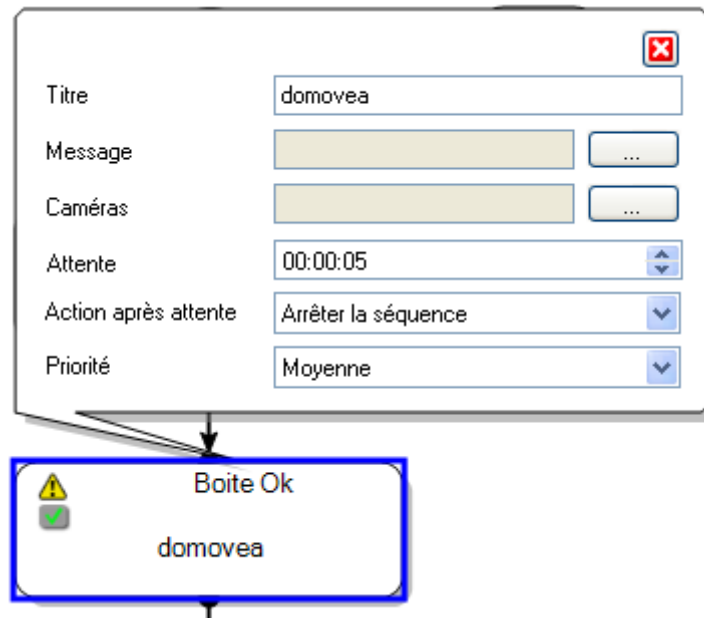 Titre domovea
Message ...
Caméras ...
Attente 00:00:05
Action après attente Arrêter la séquence
Priorité Moyenne
Boite Ok
domovea